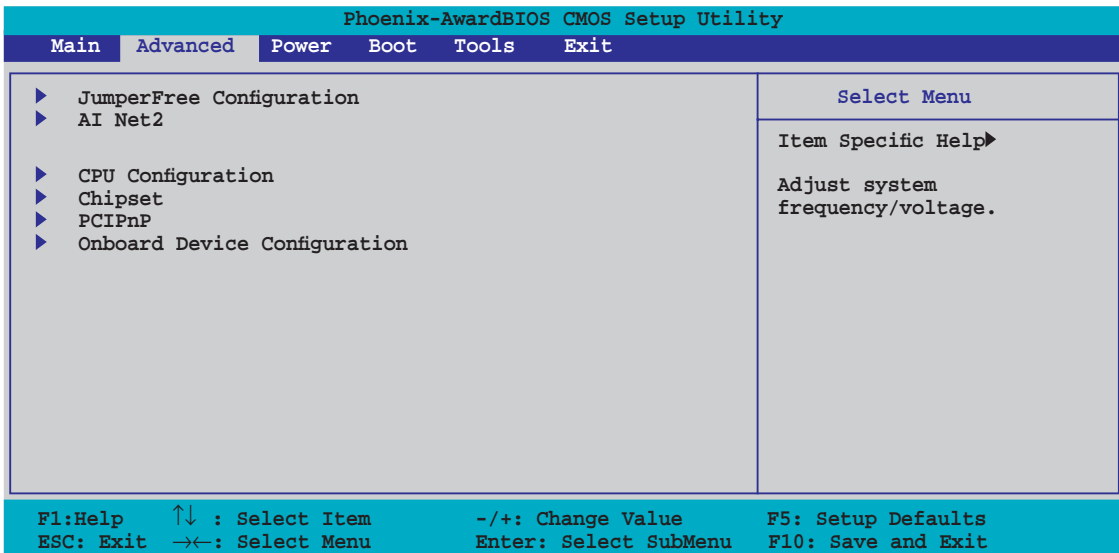 Phoenix-AwardBIOS CMOS Setup Utility
Main Advanced Power Boot Tools Exit
JumperFree Configuration
AI Net2
CPU Configuration
Chipset
PCIPnP
Onboard Device Configuration
Select Menu
Item Specific Help▶
Adjust system
frequency/voltage.
F1:Help ↑↓ : Select Item -/+: Change Value F5: Setup Defaults
ESC: Exit →←: Select Menu Enter: Select SubMenu F10: Save and Exit